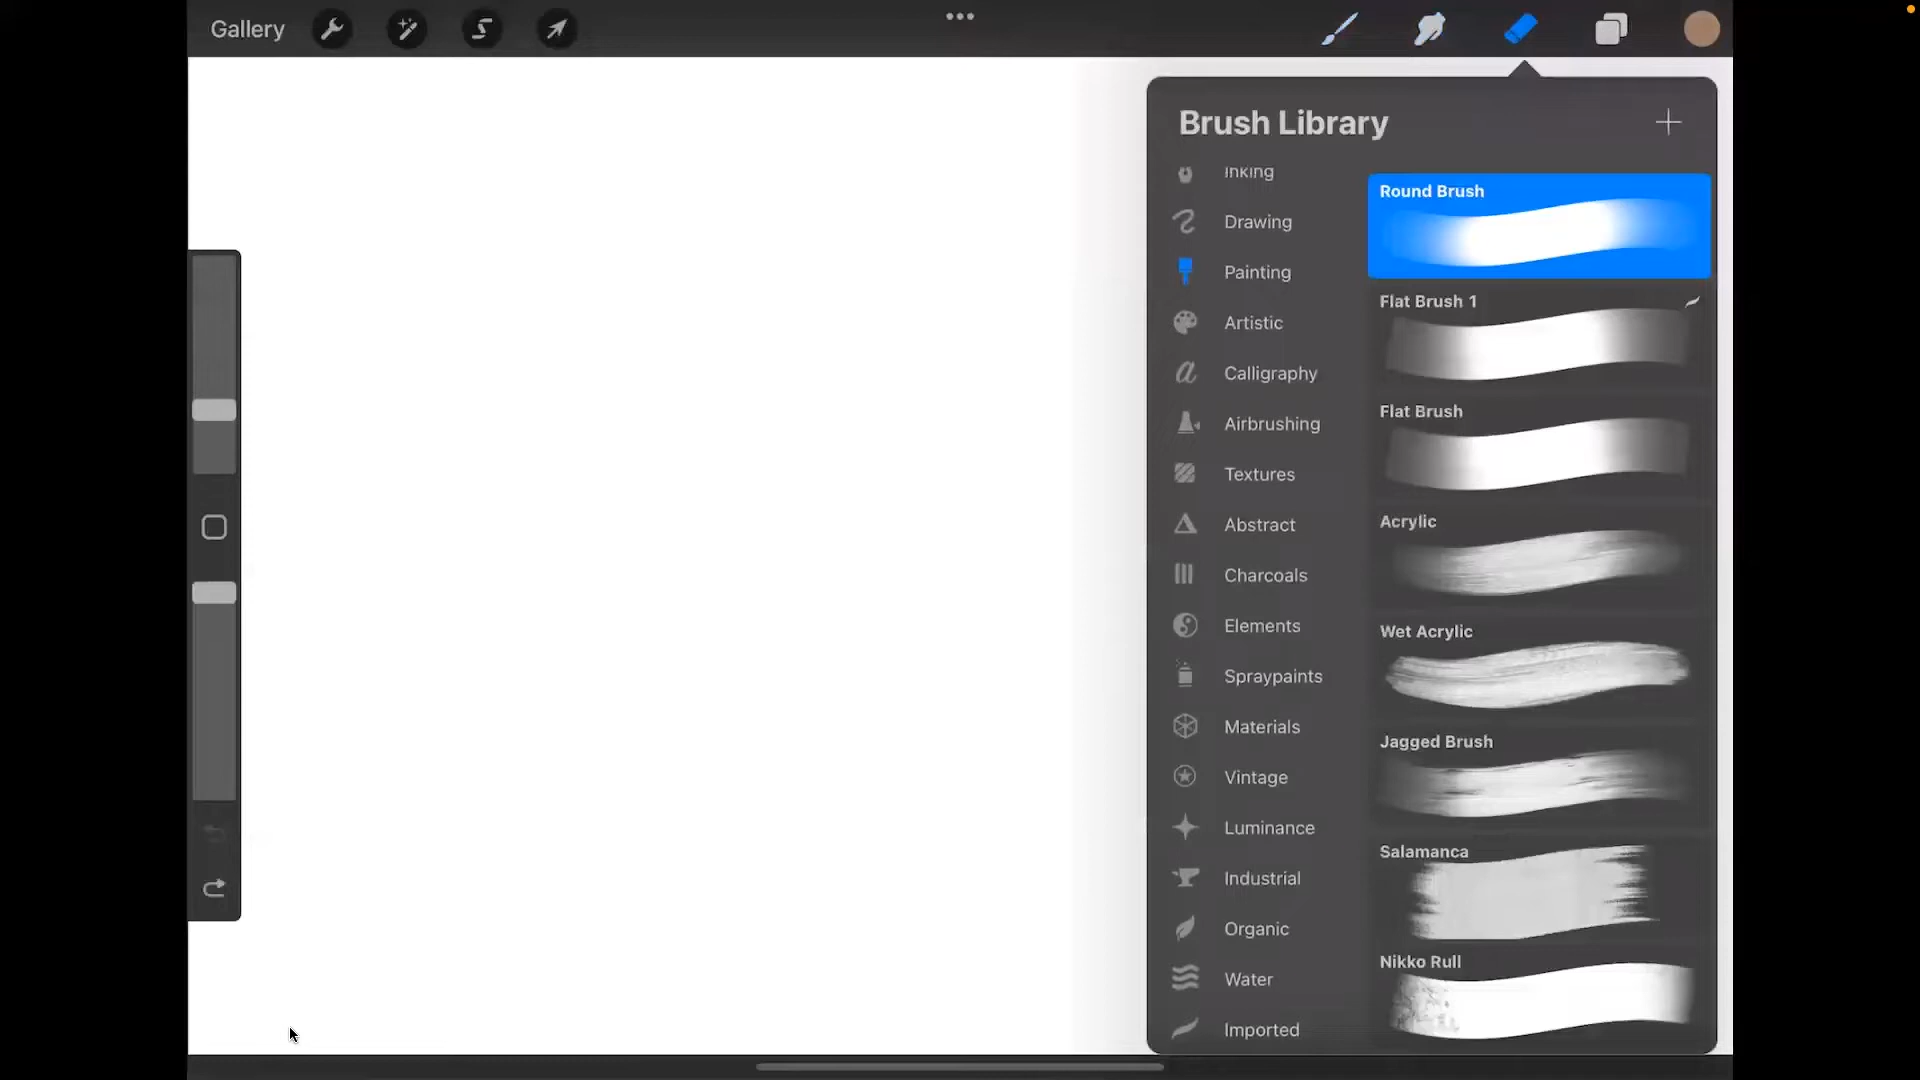 Gallery
Brush Library
Inking
Drawing
Painting
Artistic
Calligraphy
Airbrushing
Textures
Abstract
Charcoals
Elements
Spraypaints
Materials
Vintage
Luminance
Industrial
Organic
Water
Imported
Round Brush
Flat Brush 1
Flat Brush
Acrylic
Wet Acrylic
Jagged Brush
Salamanca
Nikko Rull